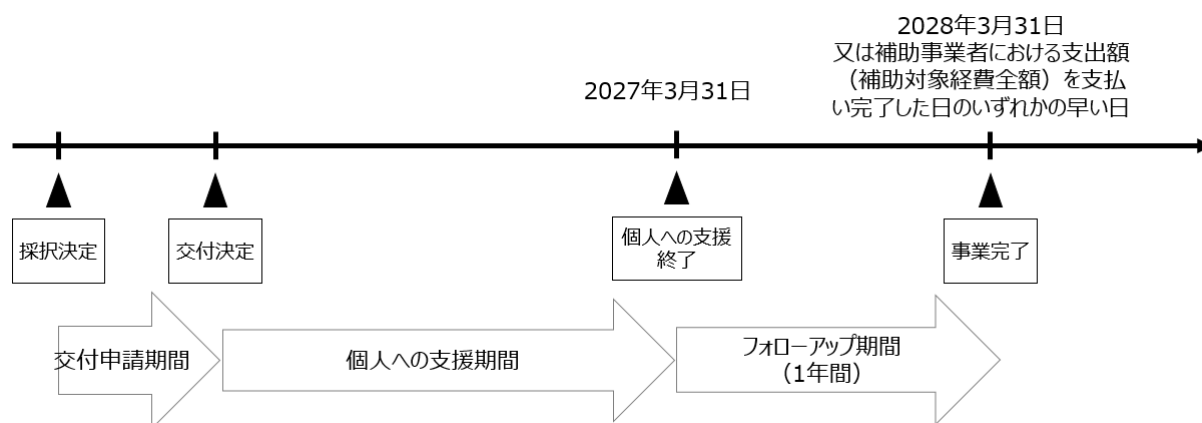 2028年3月31日
又は補助事業者における支出額
（補助対象経費全額）を支払
い完了した日のいずれかの早い日
2027年3月31日
採択決定
交付決定
個人への支援
終了
事業完了
交付申請期間
個人への支援期間
フォローアップ期間
（1年間）